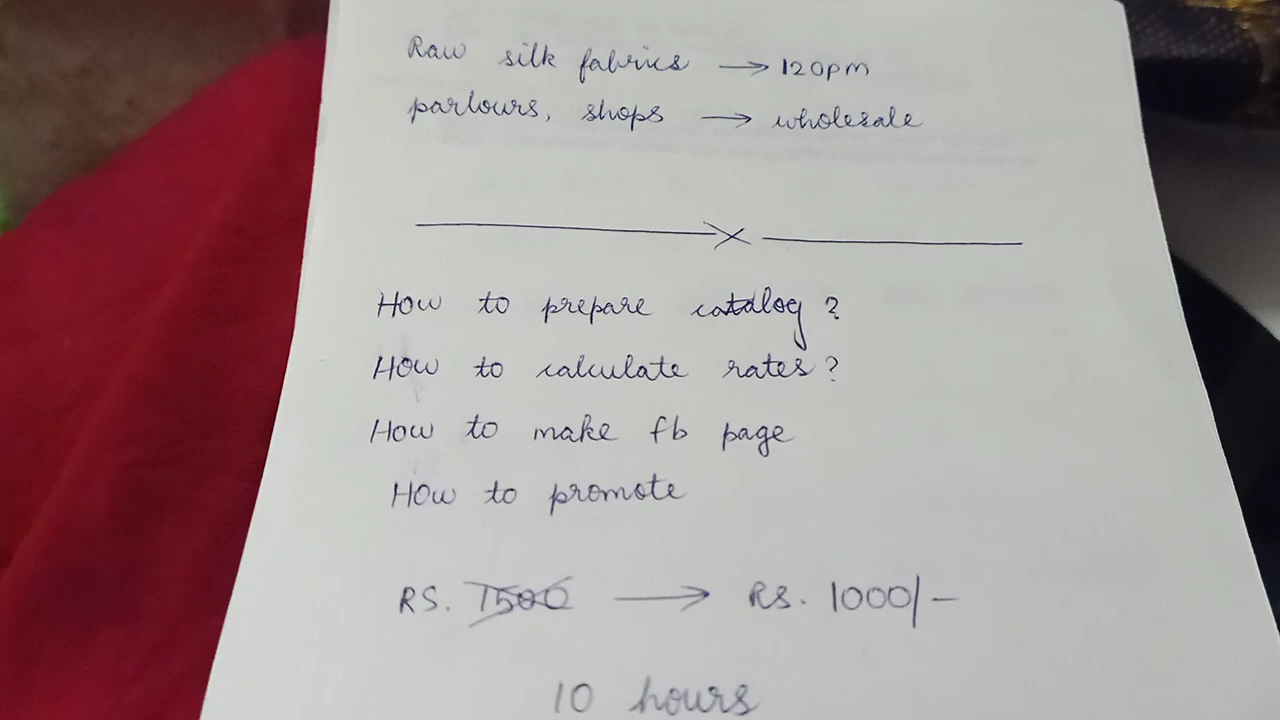 Raw silk fabrics → 120pm
parlours, shops → wholesale
How to prepare catalog?
How to calculate rates?
How to make fb page
How to promote
RS. 1500 → RS. 1000/-
10 hours